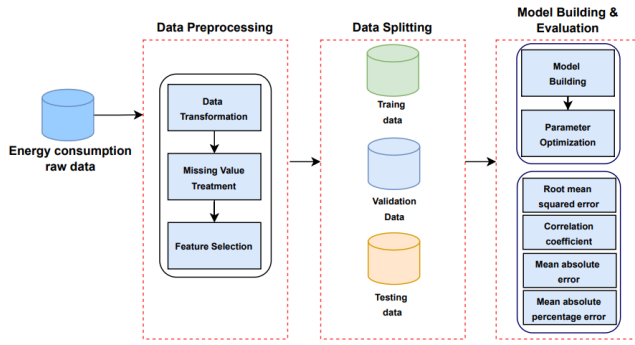 Data Preprocessing
Data Splitting
Model Building &
Evaluation
Energy consumption
raw data
Data
Transformation
Missing Value
Treatment
Feature Selection
Traing
data
Validation
Data
Testing
data
Model
Building
Parameter
Optimization
Root mean
squared error
Correlation
coefficient
Mean absolute
error
Mean absolute
percentage error